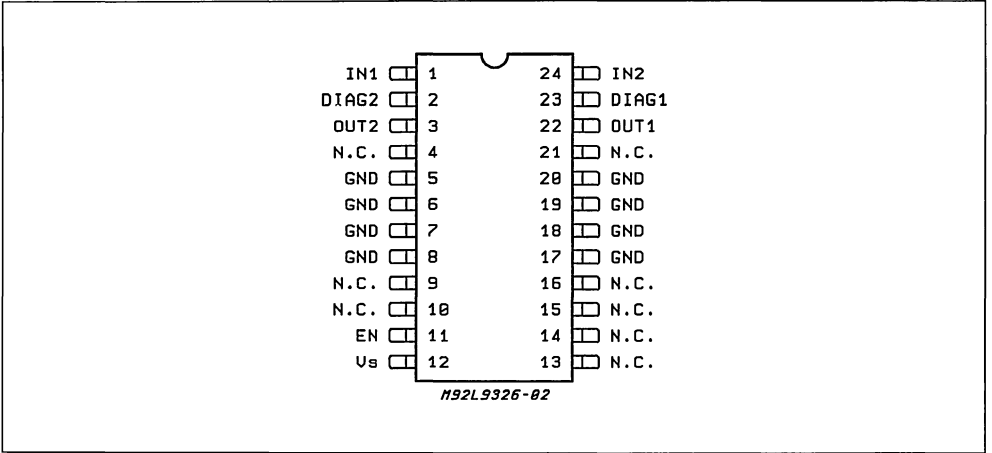 IN1 1 24 IN2
DIAG2 2 23 DIAG1
OUT2 3 22 OUT1
N.C. 4 21 N.C.
GND 5 20 GND
GND 6 19 GND
GND 7 18 GND
GND 8 17 GND
N.C. 9 16 N.C.
N.C. 10 15 N.C.
EN 11 14 N.C.
Vs 12 13 N.C.
M92L9326-02